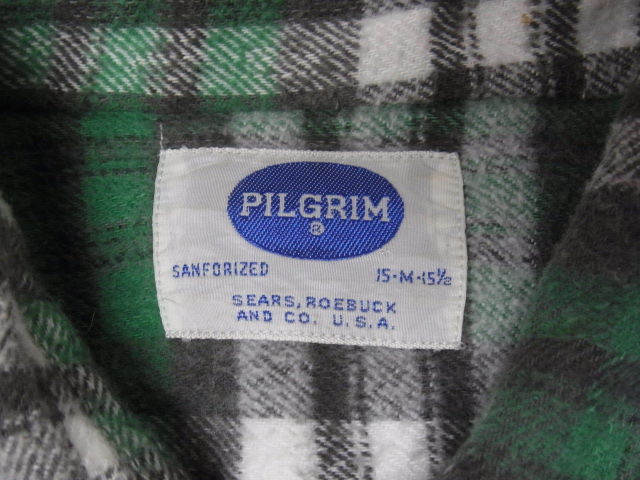 PILGRIM
®
SANFORIZED 15-M-15½
SEARS, ROEBUCK
AND CO. U.S.A.